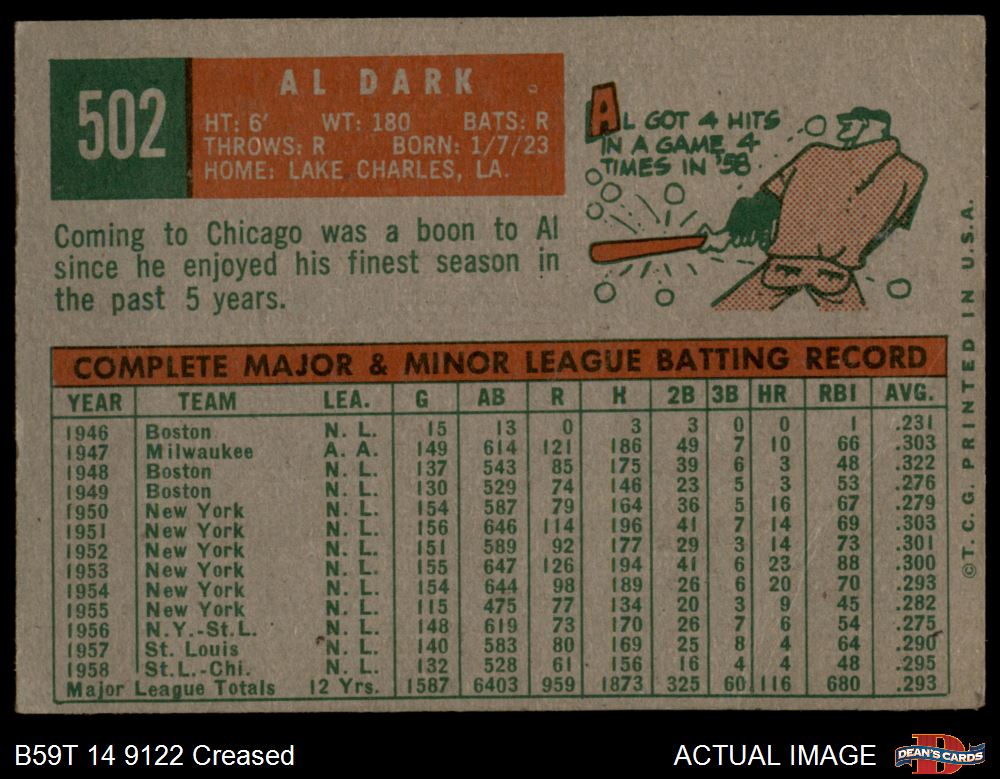 502
AL DARK
HT: 6' WT: 180 BATS: R
THROWS: R BORN: 1/7/23
HOME: LAKE CHARLES, LA.
AL GOT 4 HITS
IN A GAME 4
TIMES IN '58
Coming to Chicago was a boon to Al
since he enjoyed his finest season in
the past 5 years.
COMPLETE MAJOR & MINOR LEAGUE BATTING RECORD
YEAR TEAM LEA. G AB R H 2B 3B HR RBI AVG.
1946 Boston N. L. 15 13 0 3 3 0 0 1 .231
1947 Milwaukee A. A. 149 614 121 186 49 7 10 66 .303
1948 Boston N. L. 137 543 85 175 39 6 3 48 .322
1949 Boston N. L. 130 529 74 146 23 5 3 53 .276
1950 New York N. L. 154 587 79 164 36 5 16 67 .279
1951 New York N. L. 156 646 114 196 41 7 14 69 .303
1952 New York N. L. 151 589 92 177 29 3 14 73 .301
1953 New York N. L. 155 647 126 194 41 6 23 88 .300
1954 New York N. L. 154 644 98 189 26 6 20 70 .293
1955 New York N. L. 115 475 77 134 20 3 9 45 .282
1956 N.Y.-St.L. N. L. 148 619 73 170 26 7 6 54 .275
1957 St. Louis N. L. 140 583 80 169 25 8 4 64 .290
1958 St.L.-Chi. N. L. 132 528 61 156 16 4 4 48 .295
Major League Totals 12 Yrs. 1587 6403 959 1873 325 60 116 680 .293
©T. C. G. PRINTED IN U.S.A.
B59T 14 9122 Creased
ACTUAL IMAGE
D
DEAN'S CARDS